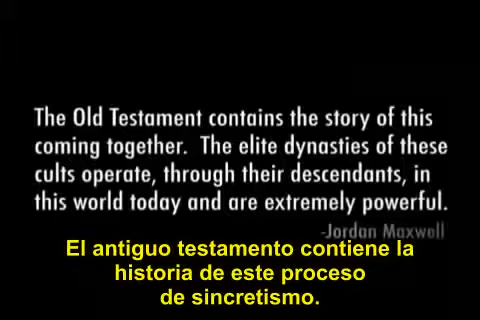 The Old Testament contains the story of this
coming together.  The elite dynasties of these
cults operate, through their descendants, in
this world today and are extremely powerful.
-Jordan Maxwell
El antiguo testamento contiene la
historia de este proceso
de sincretismo.